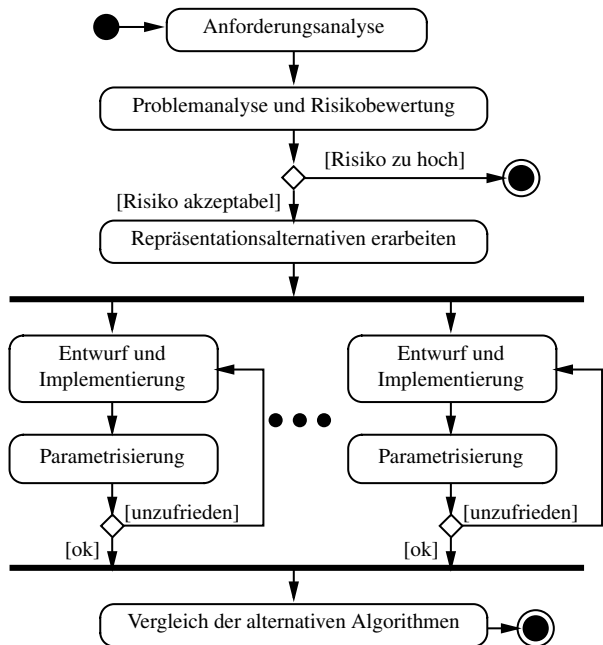 Anforderungsanalyse
Problemanalyse und Risikobewertung
[Risiko zu hoch]
[Risiko akzeptabel]
Repräsentationsalternativen erarbeiten
Entwurf und
Implementierung
Entwurf und
Implementierung
Parametrisierung
Parametrisierung
[unzufrieden]
[unzufrieden]
[ok]
[ok]
Vergleich der alternativen Algorithmen